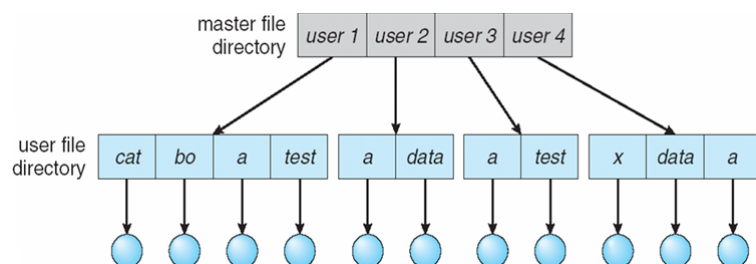 master file
directory
user 1 user 2 user 3 user 4
user file
directory
cat bo a test a data a test x data a